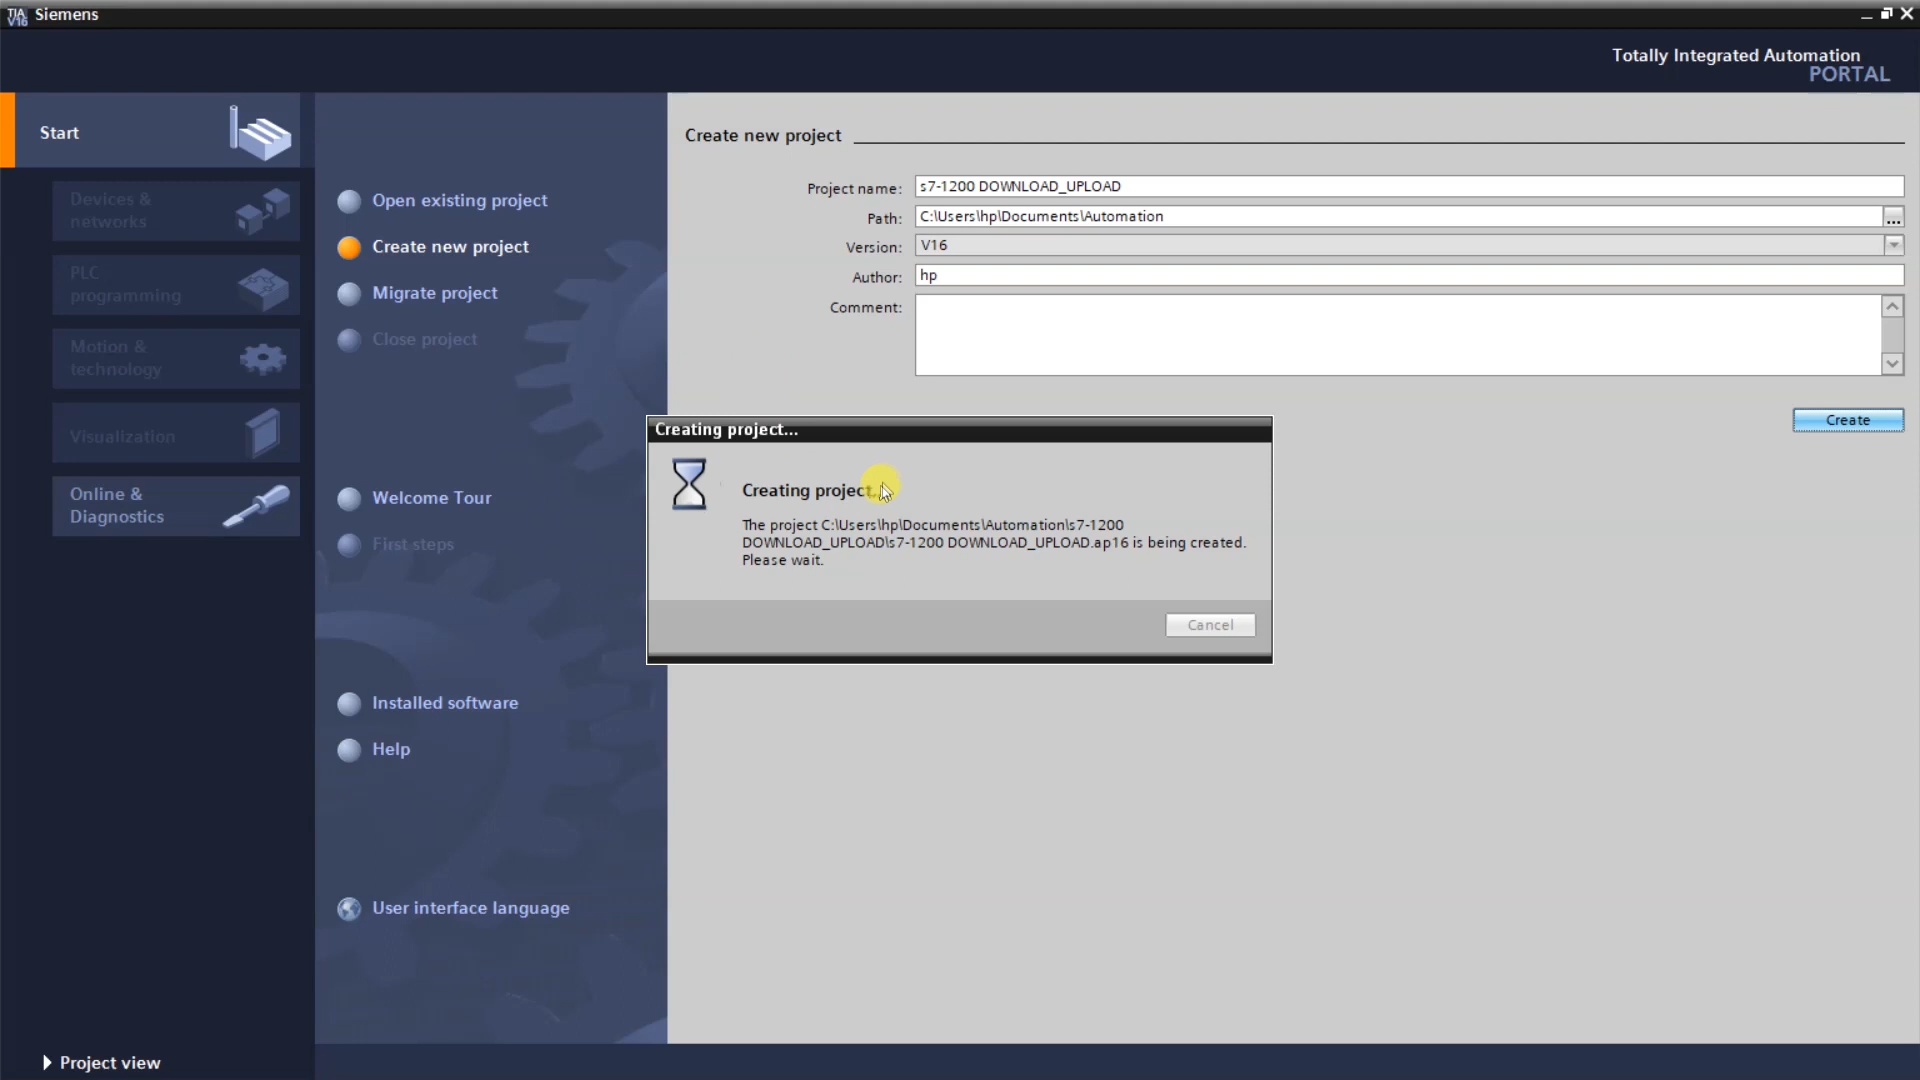 TIA
V16
Siemens
Totally Integrated Automation
PORTAL
Start
Devices &
networks
PLC
programming
Motion &
technology
Visualization
Online &
Diagnostics
Open existing project
Create new project
Migrate project
Close project
Welcome Tour
First steps
Installed software
Help
User interface language
Create new project
Project name: s7-1200 DOWNLOAD_UPLOAD
Path: C:\Users\hp\Documents\Automation ...
Version: V16
Author: hp
Comment:
Create
Creating project...
Creating project...
The project C:\Users\hp\Documents\Automation\s7-1200
DOWNLOAD_UPLOAD\s7-1200 DOWNLOAD_UPLOAD.ap16 is being created.
Please wait.
Cancel
Project view